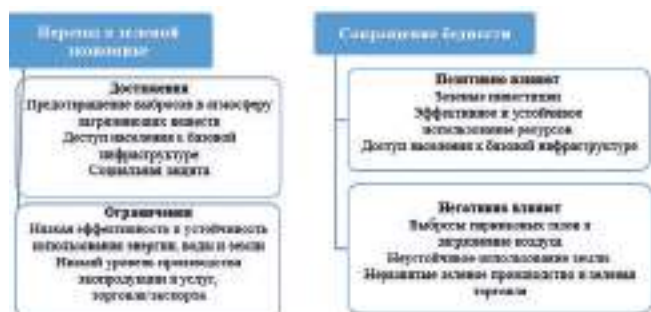 Переход к зеленой
экономике
Достижения
Предотвращение выбросов в атмосферу
загрязняющих веществ
Доступ населения к базовой
инфраструктуре
Социальная защита
Ограничения
Низкая эффективность и устойчивость
использования энергии, воды и земли
Низкий уровень производства
экопродукции и услуг,
торговли/экспорта
Сокращение бедности
Позитивно влияют
Зеленые инвестиции
Эффективное и устойчивое
использование ресурсов
Доступ населения к базовой инфраструктуре
Негативно влияют
Выбросы парниковых газов и
загрязнение воздуха
Неустойчивое использование земли
Неразвитые зеленое производство и зеленая
торговля